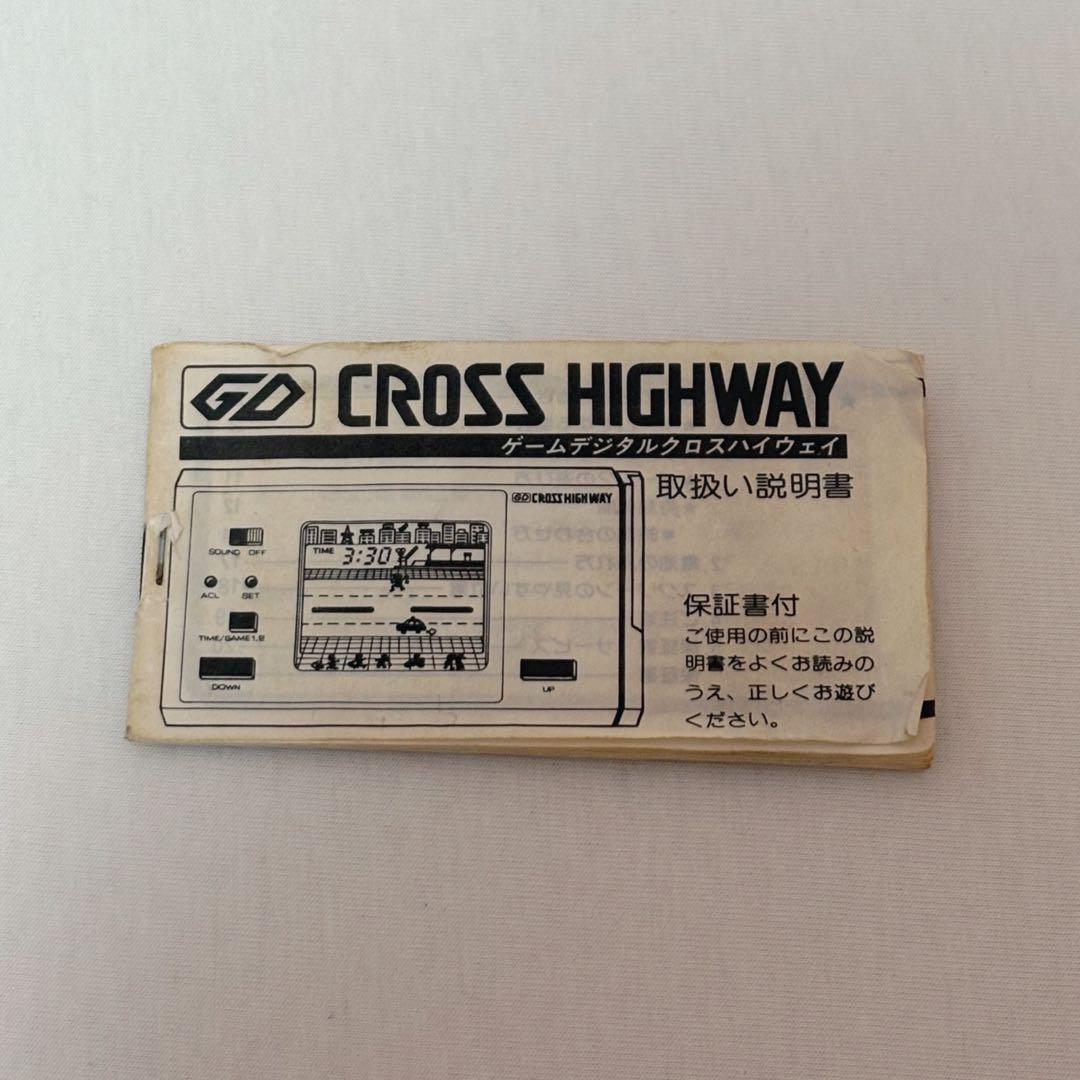 GD CROSS HIGHWAY
ゲームデジタルクロスハイウェイ
取扱い説明書
GD CROSS HIGHWAY
SOUND OFF
TIME 3:30
ACL SET
TIME/GAME1,2
DOWN
UP
保証書付
ご使用の前にこの説
明書をよくお読みの
うえ、正しくお遊び
ください。